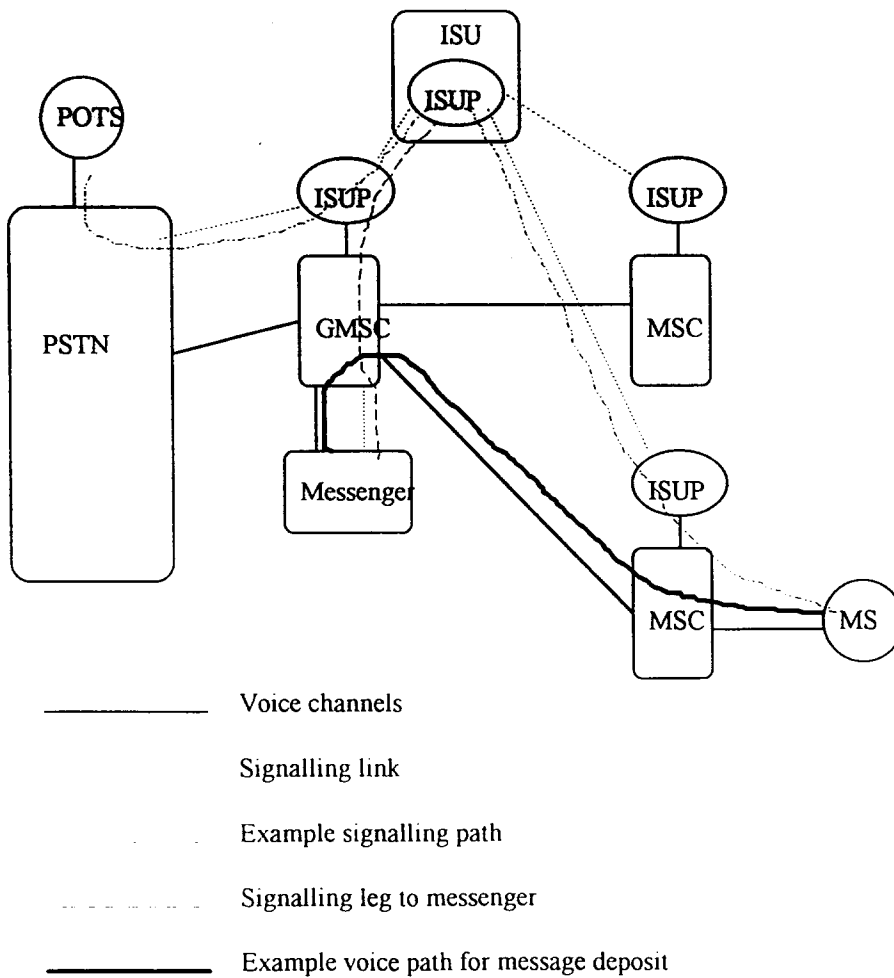 ISU
ISUP
POTS
ISUP
ISUP
PSTN
GMSC
MSC
Messenger
ISUP
MSC
MS
Voice channels
Signalling link
Example signalling path
Signalling leg to messenger
Example voice path for message deposit